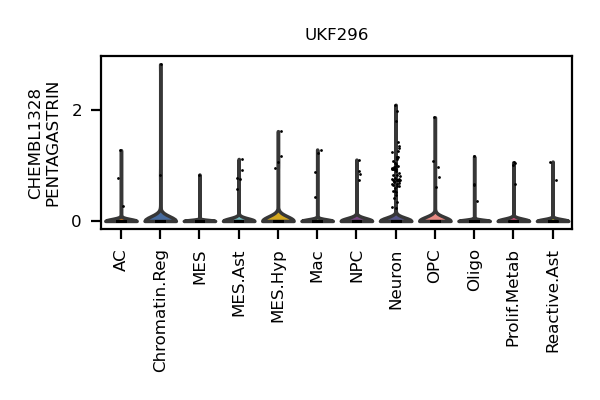 UKF296
CHEMBL1328
PENTAGASTRIN
2
0
AC
Chromatin.Reg
MES
MES.Ast
MES.Hyp
Mac
NPC
Neuron
OPC
Oligo
Prolif.Metab
Reactive.Ast